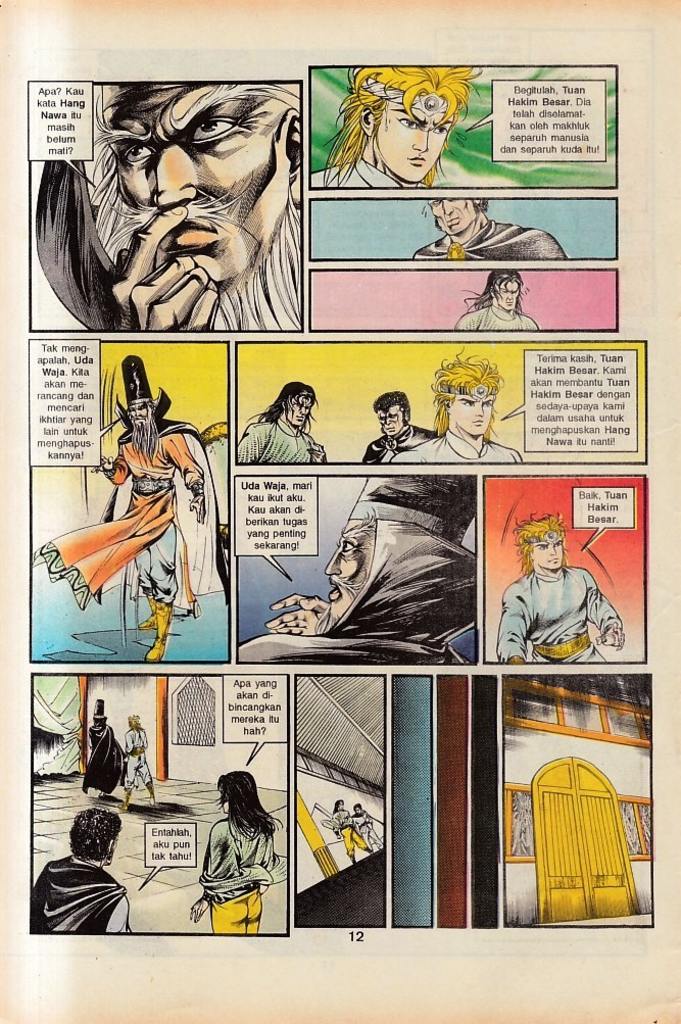 Apa? Kau
kata Hang
Nawa itu
masih
belum
mati?
Begitulah, Tuan
Hakim Besar. Dia
telah diselamat-
kan oleh makhluk
separuh manusia
dan separuh kuda itu!
Tak meng-
apalah, Uda
Waja. Kita
akan me-
rancang dan
mencari
ikhtiar yang
lain untuk
menghapus-
kannya!
Terima kasih, Tuan
Hakim Besar. Kami
akan membantu Tuan
Hakim Besar dengan
sedaya-upaya kami
dalam usaha untuk
menghapuskan Hang
Nawa itu nanti!
Uda Waja, mari
kau ikut aku.
Kau akan di-
berikan tugas
yang penting
sekarang!
Baik, Tuan
Hakim
Besar.
Apa yang
akan di-
bincangkan
mereka itu
hah?
Entahlah,
aku pun
tak tahu!
12